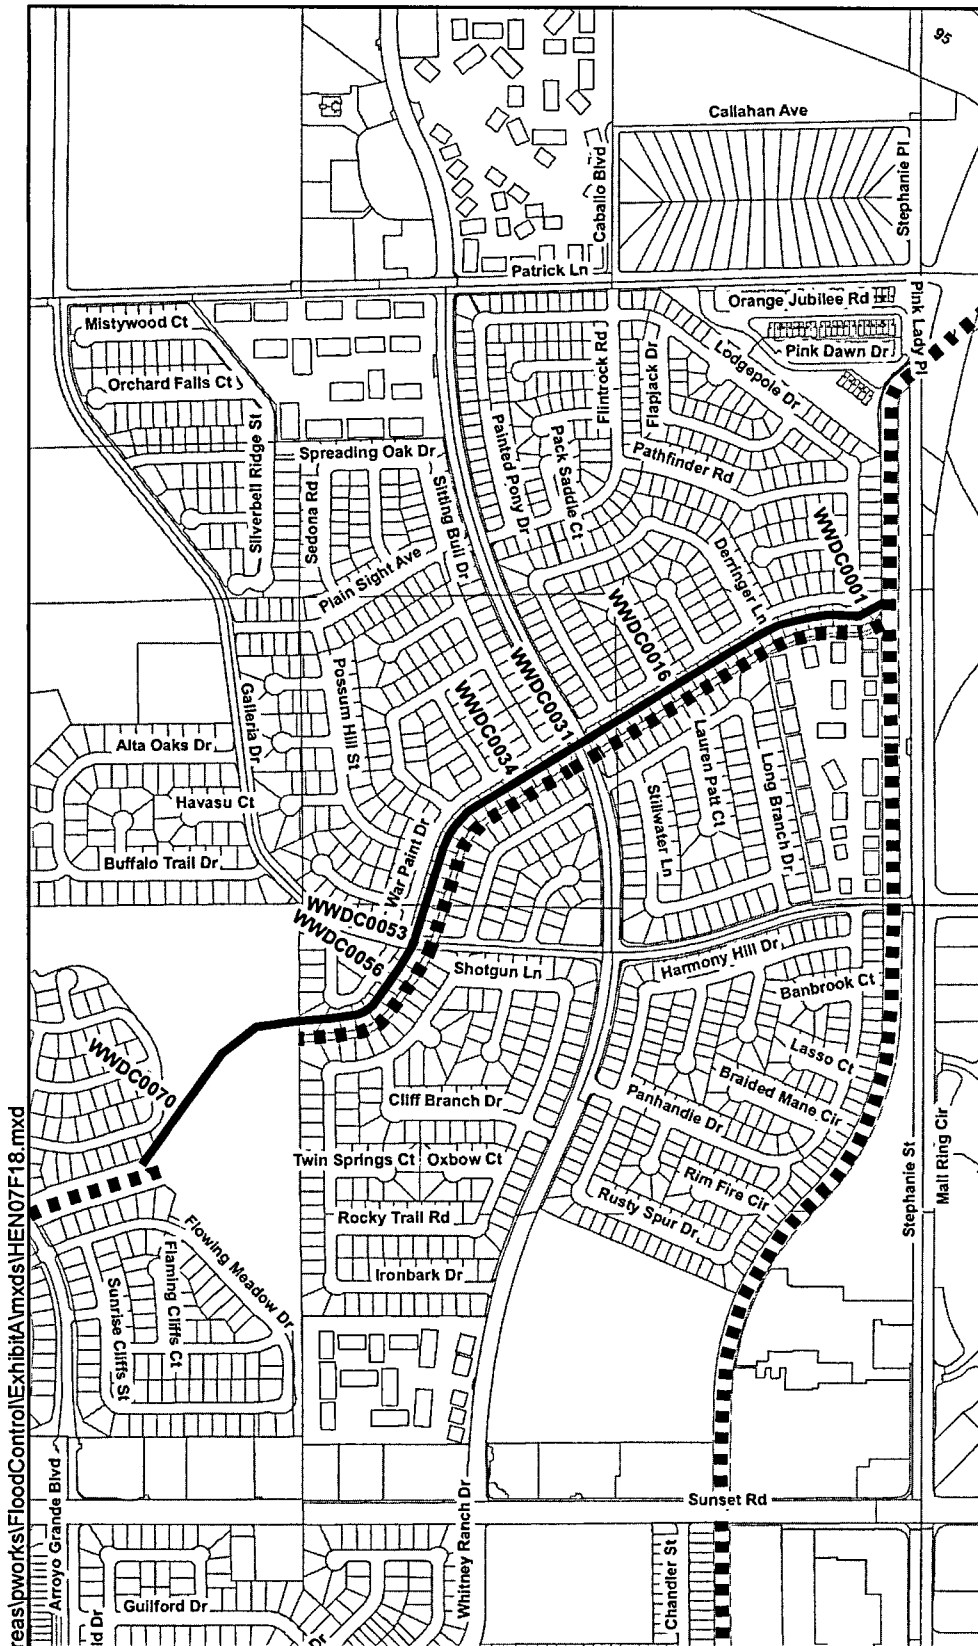 95
Callahan Ave
Caballo Blvd
Stephanie Pl
Patrick Ln
Orange Jubilee Rd
Pink Lady Pl
Mistywood Ct
Pink Dawn Dr
Orchard Falls Ct
Flintrock Rd
Flapjack Dr
Lodgepole Dr
Silverbell Ridge St
Spreading Oak Dr
Painted Pony Dr
Pack Saddle Ct
Pathfinder Rd
Sedona Rd
Sitting Bull Dr
WWDC0001
Plain Sight Ave
Derringer Ln
WWDC0016
Possum Hill St
WWDC0031
WWDC0034
Galleria Dr
Alta Oaks Dr
Lauren Patt Ct
Long Branch Dr
Havasu Ct
Stillwater Ln
Buffalo Trail Dr
War Paint Dr
WWDC0053
WWDC0056
Shotgun Ln
Harmony Hill Dr
Banbrook Ct
WWDC0070
Lasso Ct
Braided Mane Cir
Cliff Branch Dr
Panhandle Dr
Mall Ring Cir
Twin Springs Ct
Oxbow Ct
Rim Fire Cir
Stephanie St
Rusty Spur Dr
Rocky Trail Rd
Flowing Meadow Dr
Flaming Cliffs Ct
Sunrise Cliffs St
Ironbark Dr
reas\pworks\FloodControl\ExhibitA\mxds\HEN07F18.mxd
Arroyo Grande Blvd
Whitney Ranch Dr
Sunset Rd
Chandler St
Guilford Dr
ld Dr
Dr